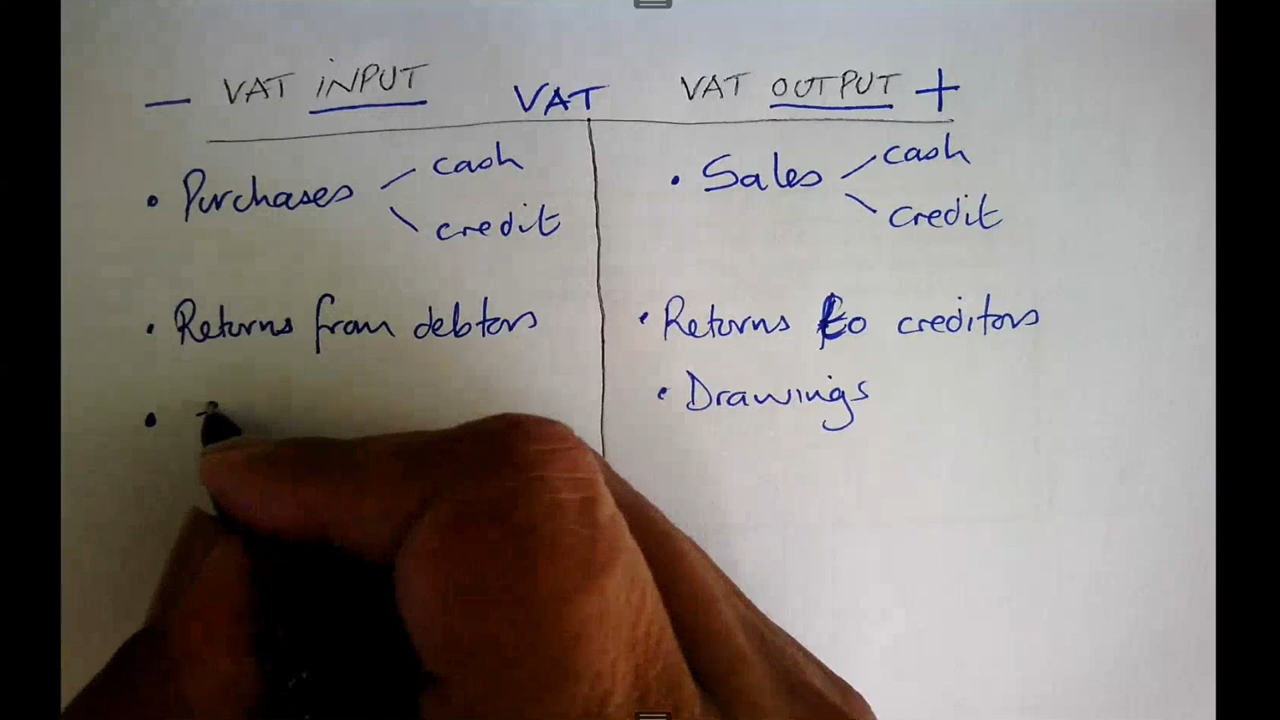 − VAT INPUT VAT VAT OUTPUT +
• Purchases cash
credit
• Sales cash
credit
• Returns from debtors
• Returns to creditors
• Drawings
•